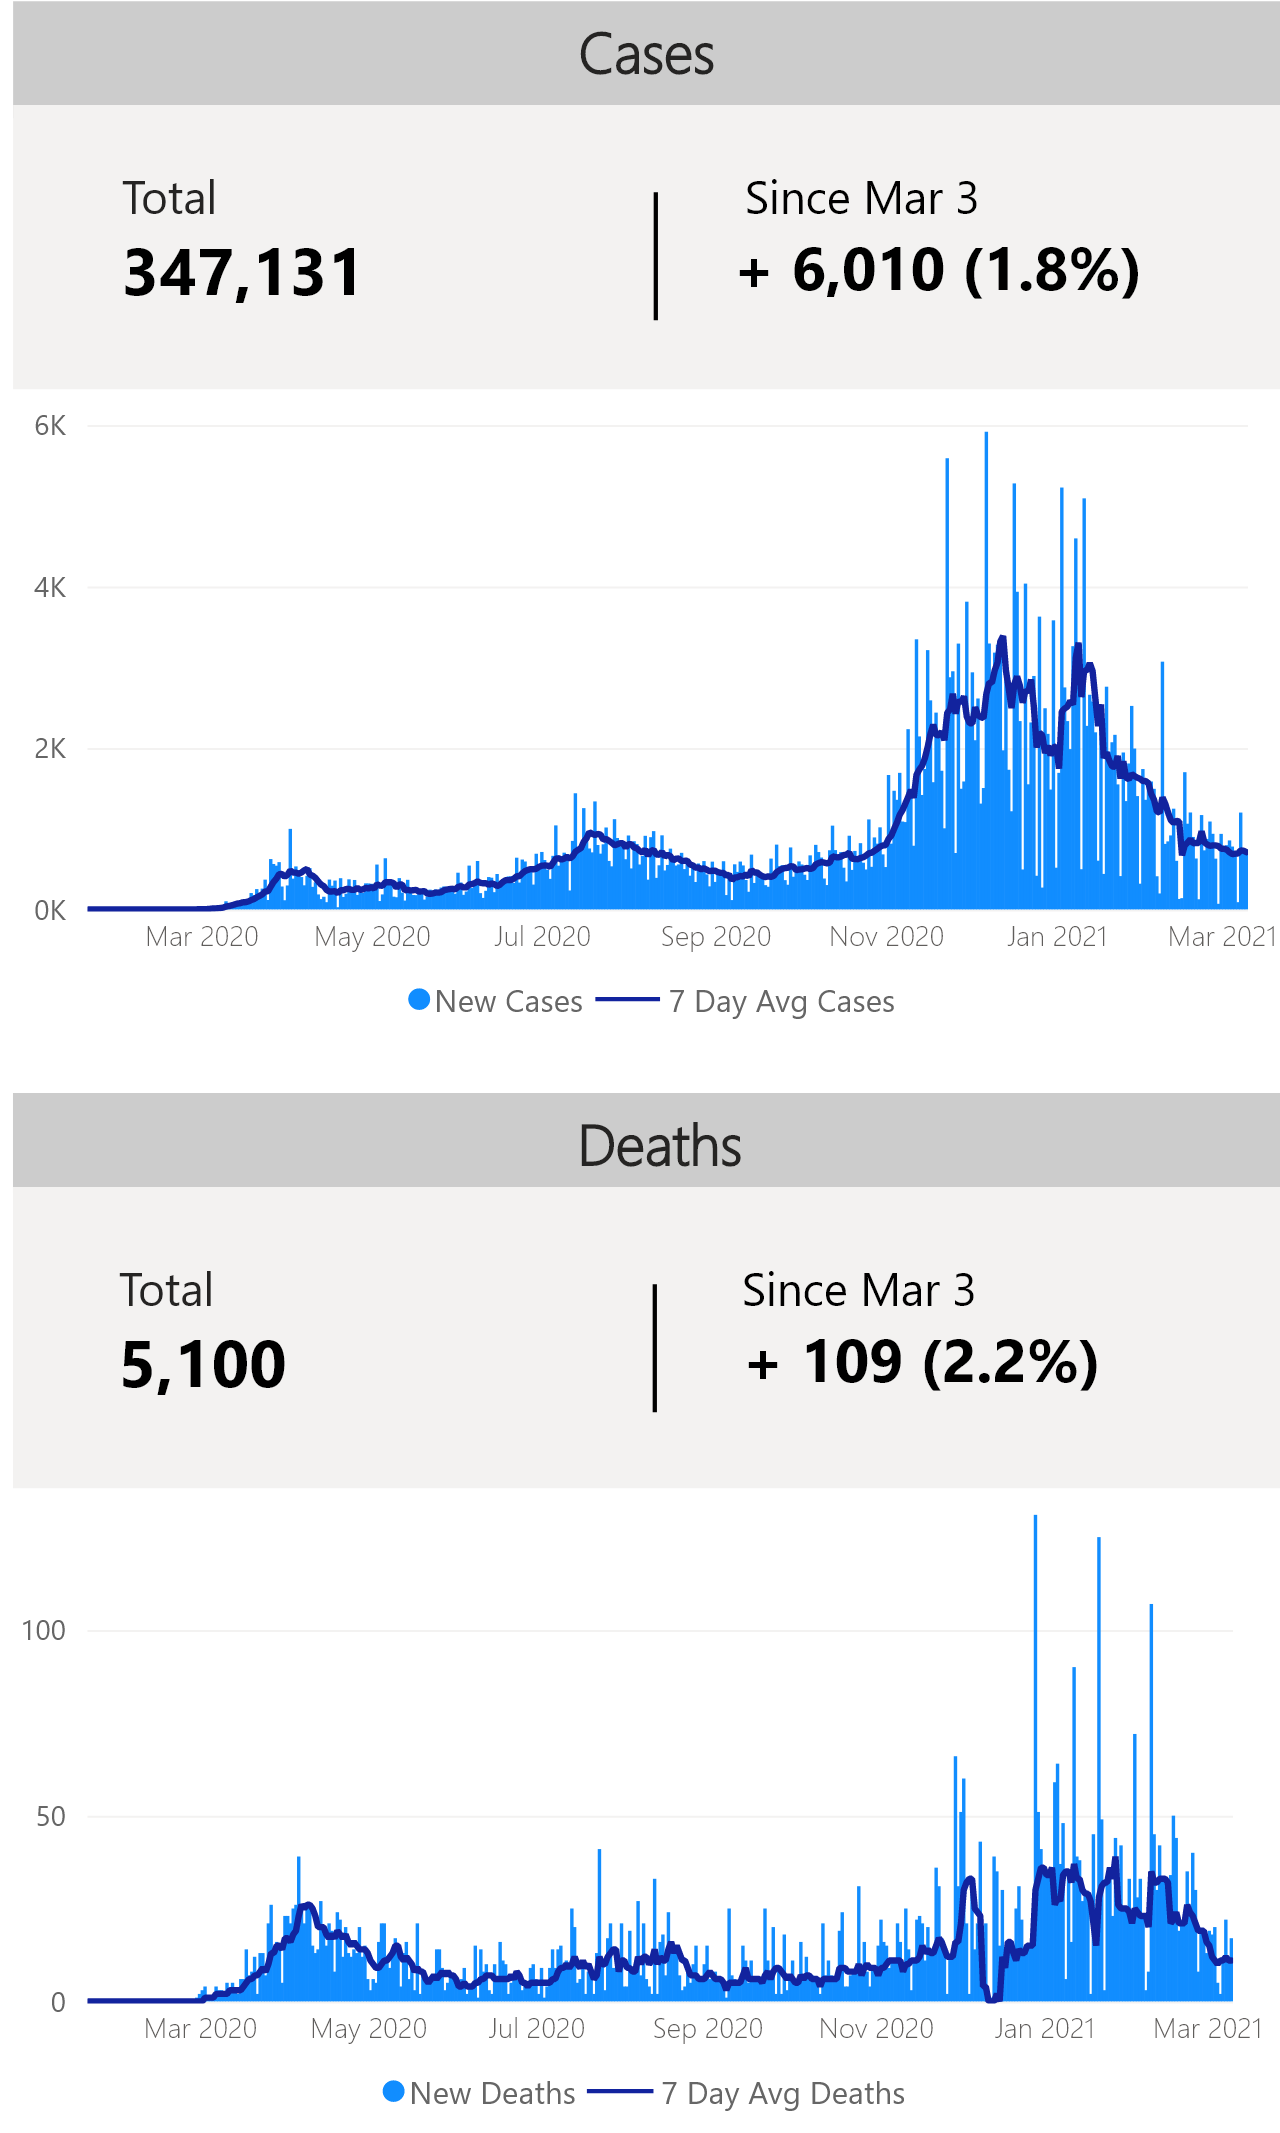 Cases
Total
Since Mar 3
347,131
+ 6,010 (1.8%)
6K
4K
2K
0K
Mar 2020 May 2020 Jul 2020 Sep 2020 Nov 2020 Jan 2021 Mar 2021
New Cases 7 Day Avg Cases
Deaths
Total
Since Mar 3
5,100
+ 109 (2.2%)
100
50
0
Mar 2020 May 2020 Jul 2020 Sep 2020 Nov 2020 Jan 2021 Mar 2021
New Deaths 7 Day Avg Deaths